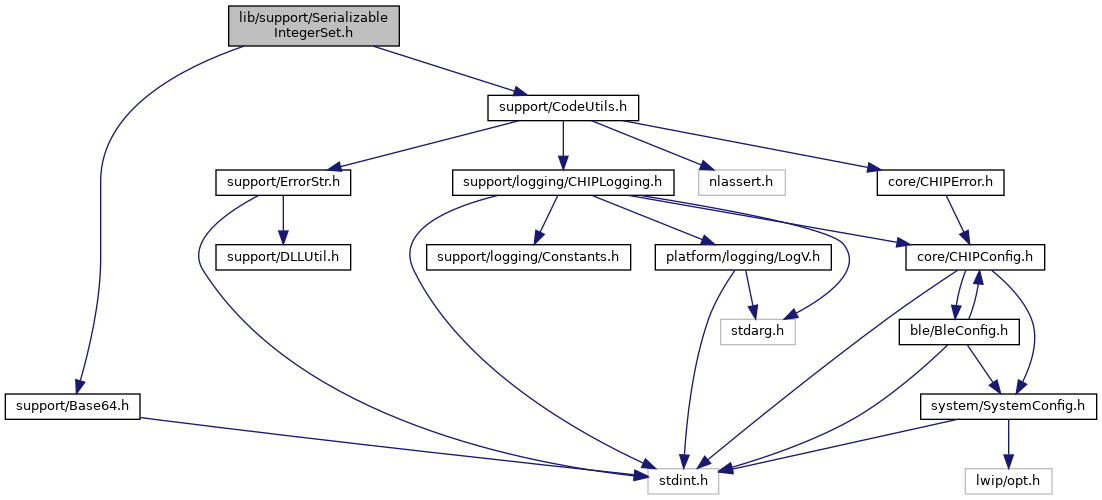 lib/support/Serializable
IntegerSet.h
support/CodeUtils.h
support/ErrorStr.h
support/logging/CHIPLogging.h
nlassert.h
core/CHIPError.h
support/DLLUtil.h
support/logging/Constants.h
platform/logging/LogV.h
core/CHIPConfig.h
stdarg.h
ble/BleConfig.h
support/Base64.h
system/SystemConfig.h
stdint.h
lwip/opt.h